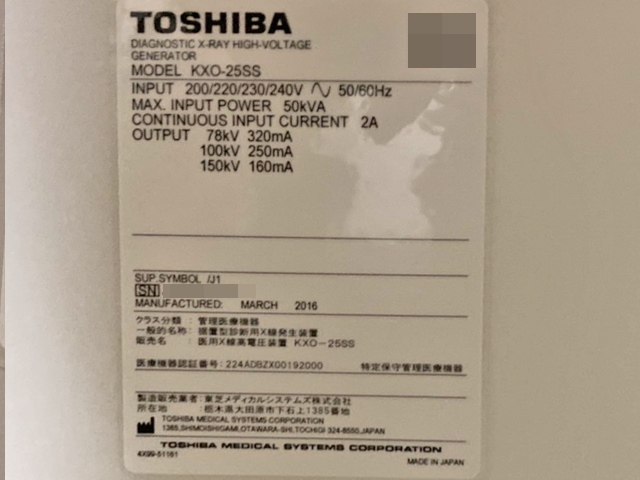 TOSHIBA
DIAGNOSTIC X-RAY HIGH-VOLTAGE
GENERATOR
MODEL KXO-25SS
INPUT 200/220/230/240V ∿ 50/60Hz
MAX. INPUT POWER 50kVA
CONTINUOUS INPUT CURRENT 2A
OUTPUT 78kV 320mA
100kV 250mA
150kV 160mA
SUP.SYMBOL /J1
SN
MANUFACTURED: MARCH 2016
クラス分類 : 管理医療機器
一般的名称: 据置型診断用X線発生装置
販売名 : 医用X線高電圧装置 KXO-25SS
医療機器認証番号: 224ADBZX00192000 特定保守管理医療機器
製造販売業者: 東芝メディカルシステムズ株式会社
所在地 : 栃木県大田原市下石上1385番地
TOSHIBA MEDICAL SYSTEMS CORPORATION
1385,SHIMOISHIGAMI,OTAWARA-SHI,TOCHIGI 324-8550,JAPAN
TOSHIBA MEDICAL SYSTEMS CORPORATION
4X99-51161
MADE IN JAPAN